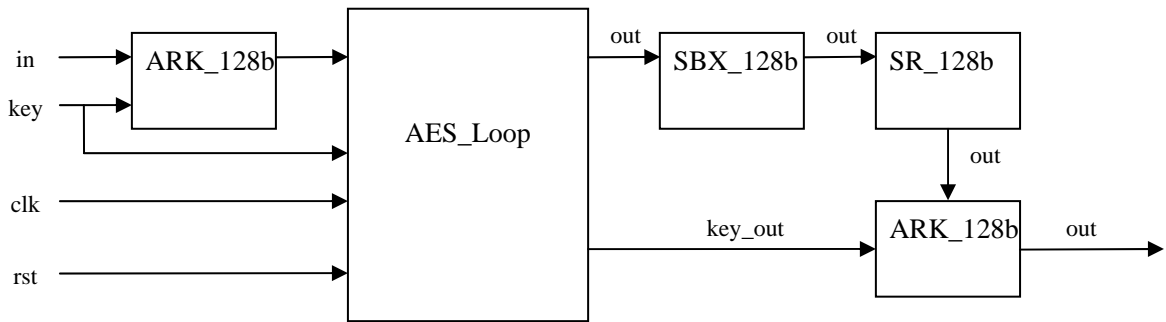 out
out
in
ARK_128b
SBX_128b
SR_128b
key
AES_Loop
out
clk
key_out
ARK_128b
out
rst